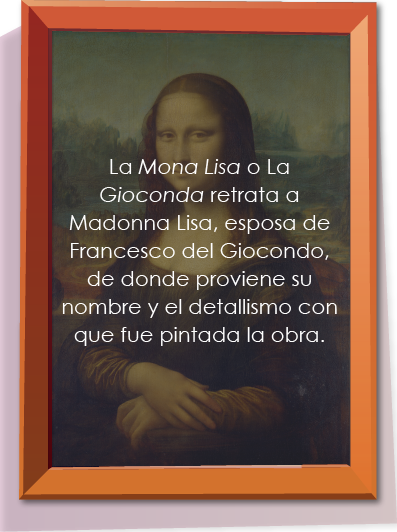 La Mona Lisa o La
Gioconda retrata a
Madonna Lisa, esposa de
Francesco del Giocondo,
de donde proviene su
nombre y el detallismo con
que fue pintada la obra.